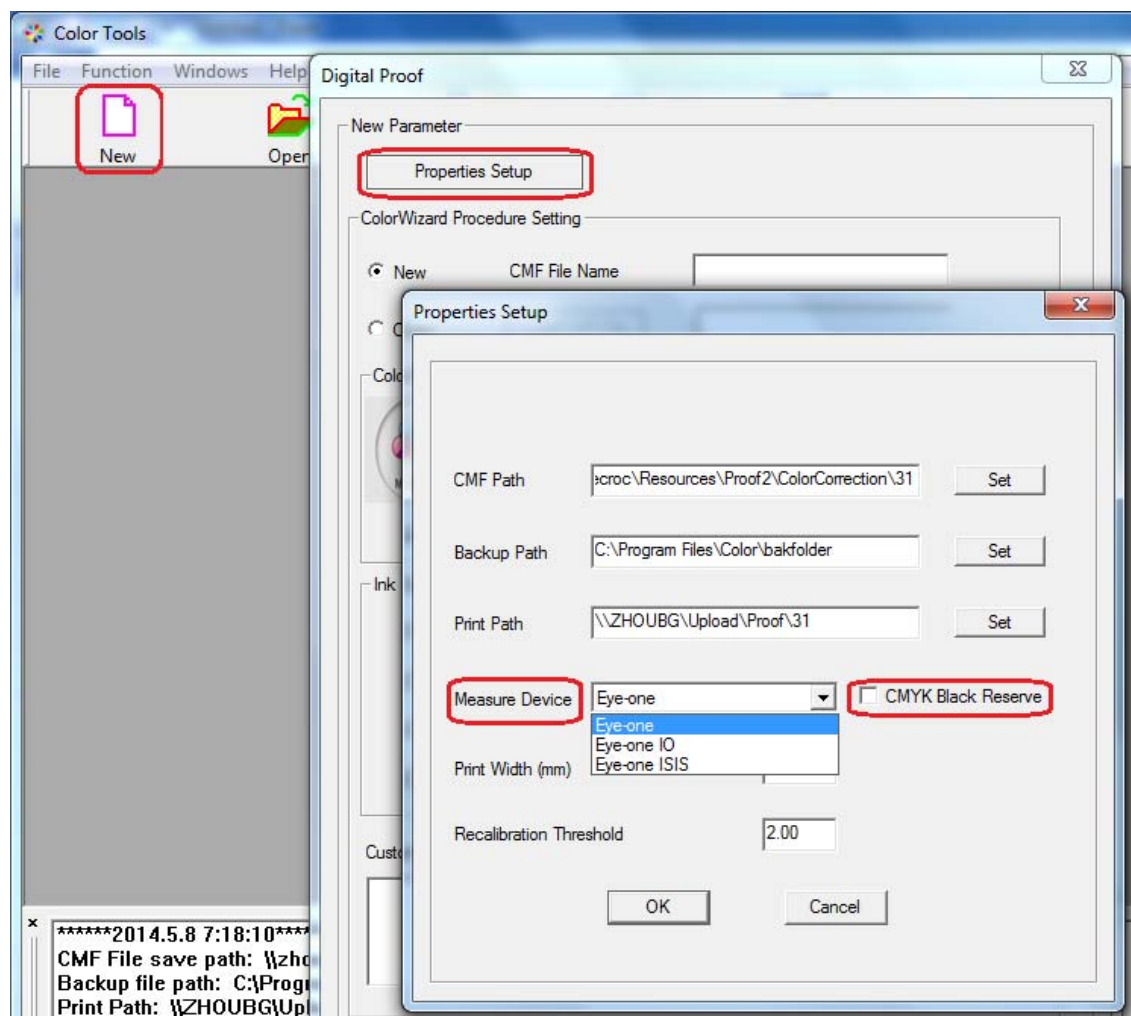 Color Tools
File Function Windows Help
New
Open
Digital Proof
New Parameter
Properties Setup
ColorWizard Procedure Setting
New CMF File Name
Properties Setup
CMF Path ecroc\Resources\Proof2\ColorCorrection\31 Set
Backup Path C:\Program Files\Color\bakfolder Set
Print Path \\ZHOUBG\Upload\Proof\31 Set
Measure Device Eye-one CMYK Black Reserve
Eye-one
Eye-one IO
Eye-one ISIS
Print Width (mm)
Recalibration Threshold 2.00
OK Cancel
Ink
******2014.5.8 7:18:10****
CMF File save path: \\zho
Backup file path: C:\Progr
Print Path: \\ZHOUBG\Upl